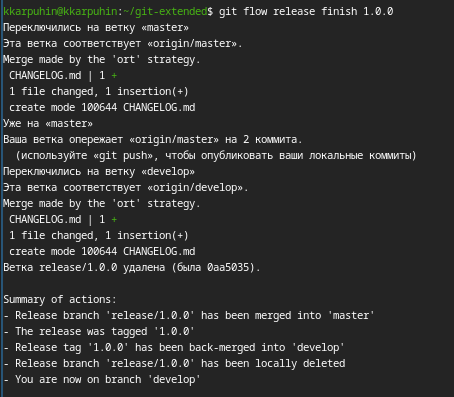 kkarpuhin@kkarpuhin:~/git-extended$ git flow release finish 1.0.0
Переключились на ветку «master»
Эта ветка соответствует «origin/master».
Merge made by the 'ort' strategy.
 CHANGELOG.md | 1 +
 1 file changed, 1 insertion(+)
 create mode 100644 CHANGELOG.md
Уже на «master»
Ваша ветка опережает «origin/master» на 2 коммита.
  (используйте «git push», чтобы опубликовать ваши локальные коммиты)
Переключились на ветку «develop»
Эта ветка соответствует «origin/develop».
Merge made by the 'ort' strategy.
 CHANGELOG.md | 1 +
 1 file changed, 1 insertion(+)
 create mode 100644 CHANGELOG.md
Ветка release/1.0.0 удалена (была 0aa5035).

Summary of actions:
- Release branch 'release/1.0.0' has been merged into 'master'
- The release was tagged '1.0.0'
- Release tag '1.0.0' has been back-merged into 'develop'
- Release branch 'release/1.0.0' has been locally deleted
- You are now on branch 'develop'